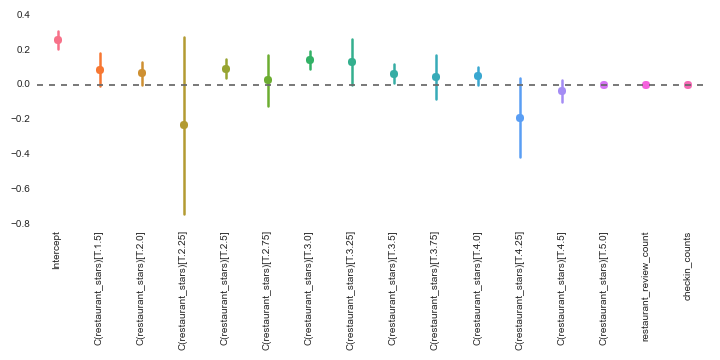 0.4
0.2
0.0
−0.2
−0.4
−0.6
−0.8
Intercept
C(restaurant_stars)[T.1.5]
C(restaurant_stars)[T.2.0]
C(restaurant_stars)[T.2.25]
C(restaurant_stars)[T.2.5]
C(restaurant_stars)[T.2.75]
C(restaurant_stars)[T.3.0]
C(restaurant_stars)[T.3.25]
C(restaurant_stars)[T.3.5]
C(restaurant_stars)[T.3.75]
C(restaurant_stars)[T.4.0]
C(restaurant_stars)[T.4.25]
C(restaurant_stars)[T.4.5]
C(restaurant_stars)[T.5.0]
restaurant_review_count
checkin_counts